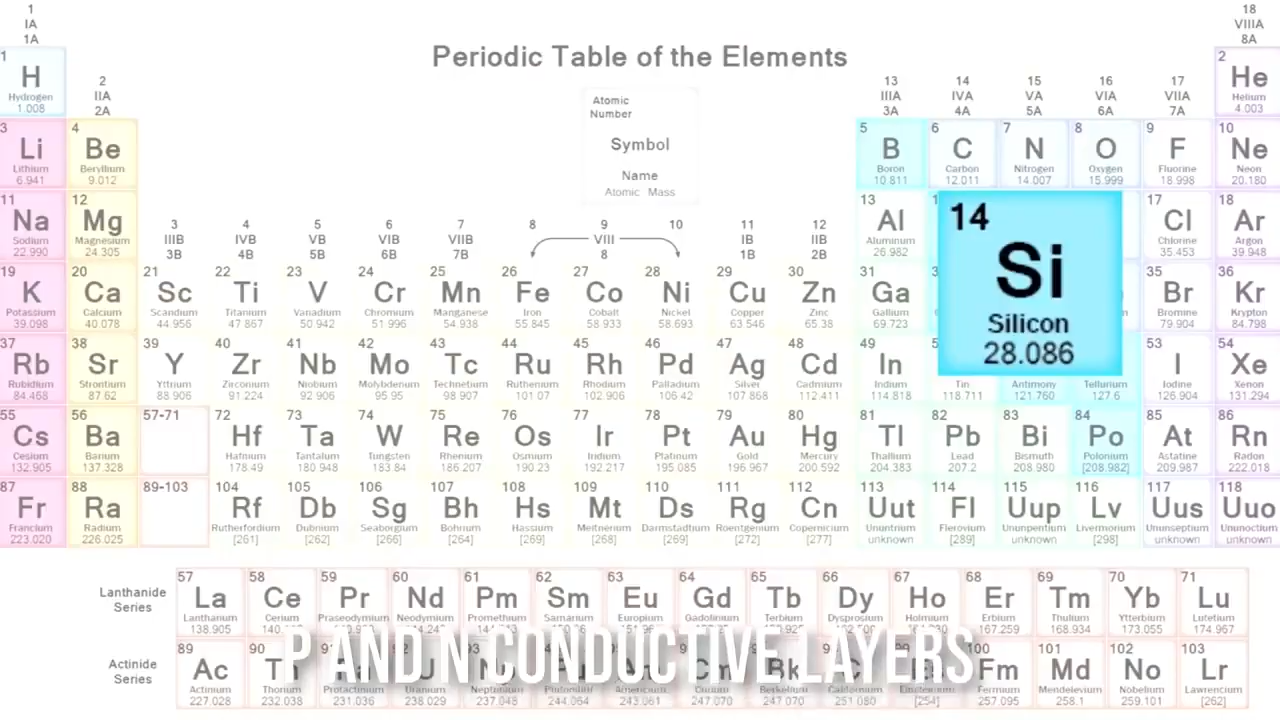 1 18
IA VIIIA
1A 8A
Periodic Table of the Elements
1 2
H He
Hydrogen Helium
1.008 4.003
2 13 14 15 16 17
IIA IIIA IVA VA VIA VIIA
2A 3A 4A 5A 6A 7A
Atomic
Number
Symbol
Name
Atomic Mass
3 4 5 6 7 8 9 10
Li Be B C N O F Ne
Lithium Beryllium Boron Carbon Nitrogen Oxygen Fluorine Neon
6.941 9.012 10.811 12.011 14.007 15.999 18.998 20.180
11 12 13 14 17 18
Na Mg Al Si Cl Ar
Sodium Magnesium Aluminum Silicon Chlorine Argon
22.990 24.305 26.982 28.086 35.453 39.948
3 4 5 6 7 8 9 10 11 12
IIIB IVB VB VIB VIIB VIII IB IIB
3B 4B 5B 6B 7B 8 1B 2B
19 20 21 22 23 24 25 26 27 28 29 30 31 35 36
K Ca Sc Ti V Cr Mn Fe Co Ni Cu Zn Ga Br Kr
Potassium Calcium Scandium Titanium Vanadium Chromium Manganese Iron Cobalt Nickel Copper Zinc Gallium Bromine Krypton
39.098 40.078 44.956 47.867 50.942 51.996 54.938 55.845 58.933 58.693 63.546 65.38 69.723 79.904 84.798
37 38 39 40 41 42 43 44 45 46 47 48 49 53 54
Rb Sr Y Zr Nb Mo Tc Ru Rh Pd Ag Cd In I Xe
Rubidium Strontium Yttrium Zirconium Niobium Molybdenum Technetium Ruthenium Rhodium Palladium Silver Cadmium Indium Tin Antimony Tellurium Iodine Xenon
84.468 87.62 88.906 91.224 92.906 95.95 98.907 101.07 102.906 106.42 107.868 112.411 114.818 118.711 121.760 127.6 126.904 131.294
55 56 57-71 72 73 74 75 76 77 78 79 80 81 82 83 84 85 86
Cs Ba Hf Ta W Re Os Ir Pt Au Hg Tl Pb Bi Po At Rn
Cesium Barium Hafnium Tantalum Tungsten Rhenium Osmium Iridium Platinum Gold Mercury Thallium Lead Bismuth Polonium Astatine Radon
132.905 137.328 178.49 180.948 183.84 186.207 190.23 192.217 195.085 196.967 200.592 204.383 207.2 208.980 [208.982] 209.987 222.018
87 88 89-103 104 105 106 107 108 109 110 111 112 113 114 115 116 117 118
Fr Ra Rf Db Sg Bh Hs Mt Ds Rg Cn Uut Fl Uup Lv Uus Uuo
Francium Radium Rutherfordium Dubnium Seaborgium Bohrium Hassium Meitnerium Darmstadtium Roentgenium Copernicium Ununtrium Flerovium Ununpentium Livermorium Ununseptium Ununoctium
223.020 226.025 [261] [262] [266] [264] [269] [268] [269] [272] [277] unknown [289] unknown [298] unknown unknown
57 58 59 60 61 62 63 64 65 66 67 68 69 70 71
Lanthanide La Ce Pr Nd Pm Sm Eu Gd Tb Dy Ho Er Tm Yb Lu
Series Lanthanum Cerium Praseodymium Neodymium Promethium Samarium Europium Gadolinium Terbium Dysprosium Holmium Erbium Thulium Ytterbium Lutetium
138.905 167.259 168.934 173.055 174.967
P AND N CONDUCTIVE LAYERS
89 90 100 101 102 103
Actinide Ac Cm Bk Fm Md No Lr
Series Actinium Thorium Protactinium Uranium Neptunium Curium Berkelium Fermium Mendelevium Nobelium Lawrencium
227.028 232.038 231.036 238.029 237.048 244.064 243.061 247.070 247.070 251.080 [254] 257.095 258.1 259.101 [262]